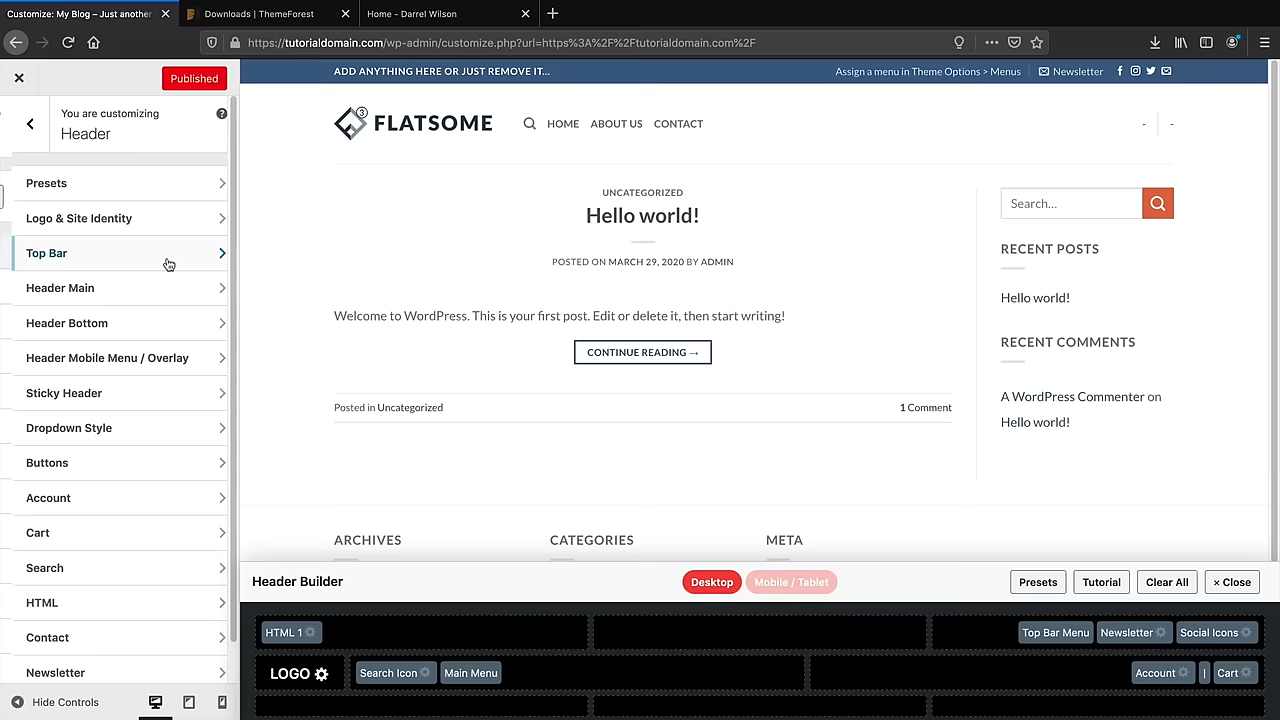 Customize: My Blog – Just another
Downloads | ThemeForest
Home - Darrel Wilson
https://tutorialdomain.com/wp-admin/customize.php?url=https%3A%2F%2Ftutorialdomain.com%2F
Published
You are customizing
Header
Presets
Logo & Site Identity
Top Bar
Header Main
Header Bottom
Header Mobile Menu / Overlay
Sticky Header
Dropdown Style
Buttons
Account
Cart
Search
HTML
Contact
Newsletter
Hide Controls
ADD ANYTHING HERE OR JUST REMOVE IT...
Assign a menu in Theme Options > Menus
Newsletter
3
FLATSOME
HOME
ABOUT US
CONTACT
-
-
UNCATEGORIZED
Hello world!
POSTED ON MARCH 29, 2020 BY ADMIN
Welcome to WordPress. This is your first post. Edit or delete it, then start writing!
CONTINUE READING →
Posted in Uncategorized
1 Comment
Search...
RECENT POSTS
Hello world!
RECENT COMMENTS
A WordPress Commenter on
Hello world!
ARCHIVES
CATEGORIES
META
Header Builder
Desktop
Mobile / Tablet
Presets
Tutorial
Clear All
× Close
HTML 1
Top Bar Menu
Newsletter
Social Icons
LOGO
Search Icon
Main Menu
Account
|
Cart